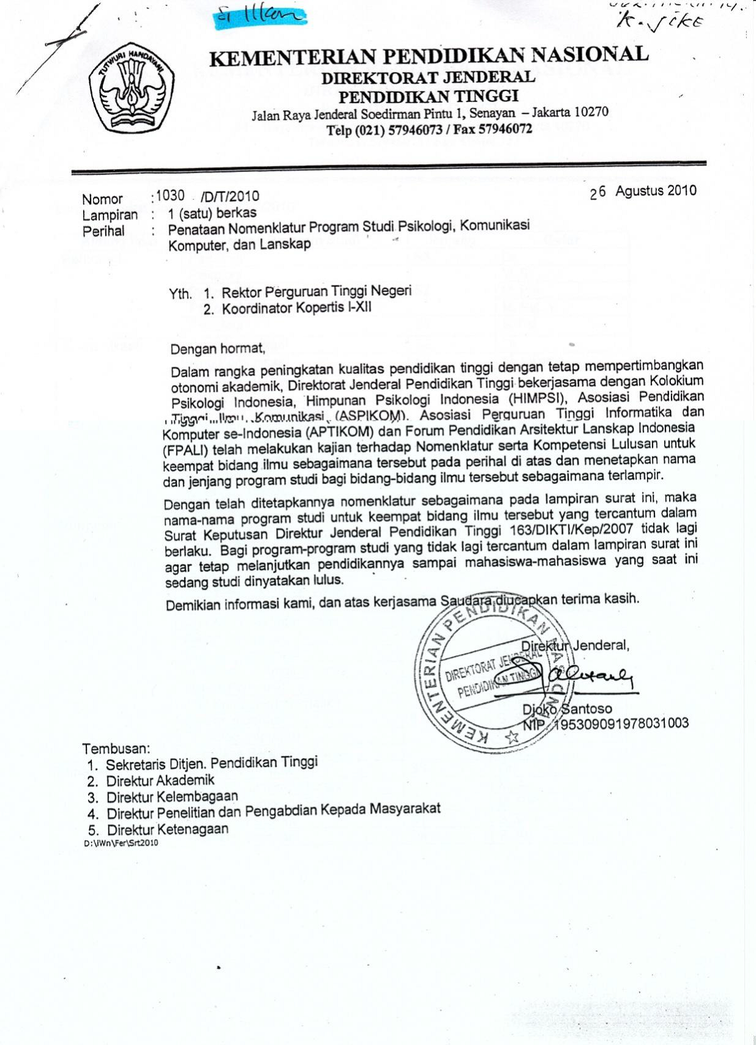 TUTWURI HANDAYANI
KEMENTERIAN PENDIDIKAN NASIONAL
DIREKTORAT JENDERAL
PENDIDIKAN TINGGI
Jalan Raya Jenderal Soedirman Pintu I, Senayan – Jakarta 10270
Telp (021) 57946073 / Fax 57946072
Nomor : 1030 /D/T/2010 26 Agustus 2010
Lampiran : 1 (satu) berkas
Perihal : Penataan Nomenklatur Program Studi Psikologi, Komunikasi
Komputer, dan Lanskap
Yth. 1. Rektor Perguruan Tinggi Negeri
2. Koordinator Kopertis I-XII
Dengan hormat,
Dalam rangka peningkatan kualitas pendidikan tinggi dengan tetap mempertimbangkan
otonomi akademik, Direktorat Jenderal Pendidikan Tinggi bekerjasama dengan Kolokium
Psikologi Indonesia, Himpunan Psikologi Indonesia (HIMPSI), Asosiasi Pendidikan
Tinggi Ilmu Komunikasi (ASPIKOM), Asosiasi Perguruan Tinggi Informatika dan
Komputer se-Indonesia (APTIKOM) dan Forum Pendidikan Arsitektur Lanskap Indonesia
(FPALI) telah melakukan kajian terhadap Nomenklatur serta Kompetensi Lulusan untuk
keempat bidang ilmu sebagaimana tersebut pada perihal di atas dan menetapkan nama
dan jenjang program studi bagi bidang-bidang ilmu tersebut sebagaimana terlampir.
Dengan telah ditetapkannya nomenklatur sebagaimana pada lampiran surat ini, maka
nama-nama program studi untuk keempat bidang ilmu tersebut yang tercantum dalam
Surat Keputusan Direktur Jenderal Pendidikan Tinggi 163/DIKTI/Kep/2007 tidak lagi
berlaku. Bagi program-program studi yang tidak lagi tercantum dalam lampiran surat ini
agar tetap melanjutkan pendidikannya sampai mahasiswa-mahasiswa yang saat ini
sedang studi dinyatakan lulus.
Demikian informasi kami, dan atas kerjasama Saudara diucapkan terima kasih.
Direktur Jenderal,
KEMENTERIAN PENDIDIKAN NASIONAL
DIREKTORAT JENDERAL
PENDIDIKAN TINGGI
Djoko Santoso
NIP. 195309091978031003
Tembusan:
1. Sekretaris Ditjen. Pendidikan Tinggi
2. Direktur Akademik
3. Direktur Kelembagaan
4. Direktur Penelitian dan Pengabdian Kepada Masyarakat
5. Direktur Ketenagaan
D:\IWn\Fer\Srt2010